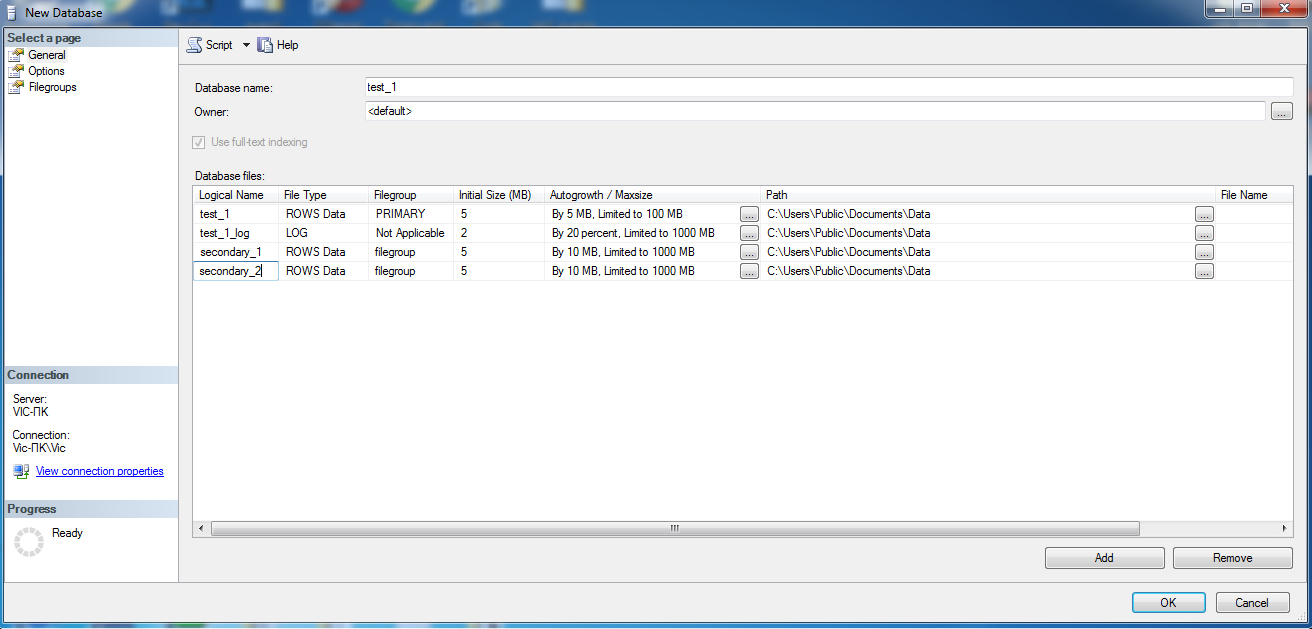 New Database
Select a page
General
Options
Filegroups
Script Help
Database name: test_1
Owner: <default> ...
Use full-text indexing
Database files:
Logical Name File Type Filegroup Initial Size (MB) Autogrowth / Maxsize Path File Name
test_1 ROWS Data PRIMARY 5 By 5 MB, Limited to 100 MB ... C:\Users\Public\Documents\Data ...
test_1_log LOG Not Applicable 2 By 20 percent, Limited to 1000 MB ... C:\Users\Public\Documents\Data ...
secondary_1 ROWS Data filegroup 5 By 10 MB, Limited to 1000 MB ... C:\Users\Public\Documents\Data ...
secondary_2 ROWS Data filegroup 5 By 10 MB, Limited to 1000 MB ... C:\Users\Public\Documents\Data ...
Connection
Server:
VIC-ПК
Connection:
Vic-ПК\Vic
View connection properties
Progress
Ready
Add Remove
OK Cancel